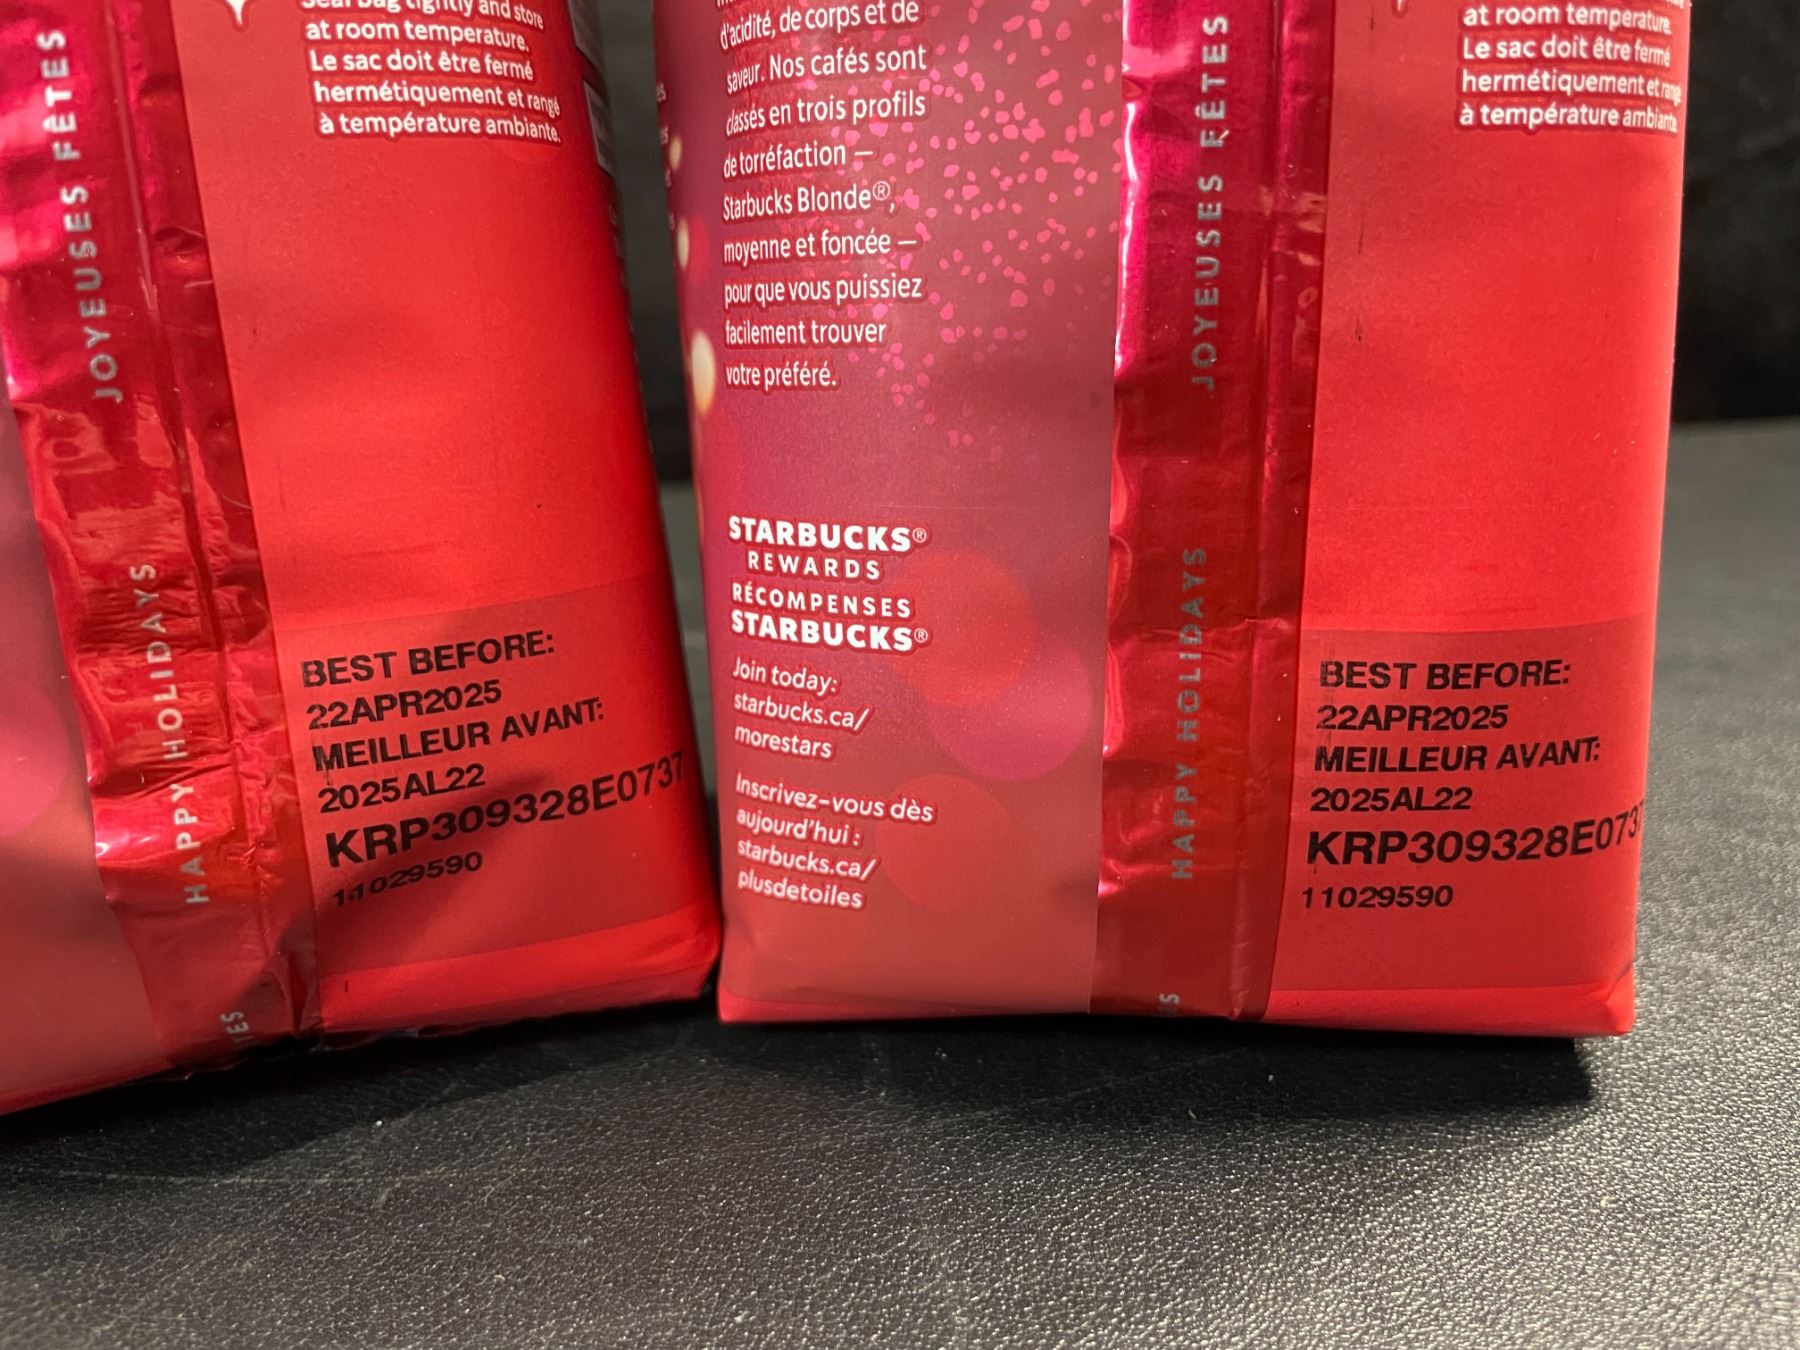 Seal bag tightly and store
at room temperature.
Le sac doit être fermé
hermétiquement et rangé
à température ambiante.
JOYEUSES FÊTES
HAPPY HOLIDAYS
BEST BEFORE:
22APR2025
MEILLEUR AVANT:
2025AL22
KRP309328E0737
11029590
d'acidité, de corps et de
saveur. Nos cafés sont
classés en trois profils
de torréfaction —
Starbucks Blonde®,
moyenne et foncée —
pour que vous puissiez
facilement trouver
votre préféré.
STARBUCKS®
REWARDS
RÉCOMPENSES
STARBUCKS®
Join today:
starbucks.ca/
morestars
Inscrivez-vous dès
aujourd'hui :
starbucks.ca/
plusdetoiles
JOYEUSES FÊTES
HAPPY HOLIDAYS
at room temperature.
Le sac doit être fermé
hermétiquement et rangé
à température ambiante.
BEST BEFORE:
22APR2025
MEILLEUR AVANT:
2025AL22
KRP309328E0737
11029590